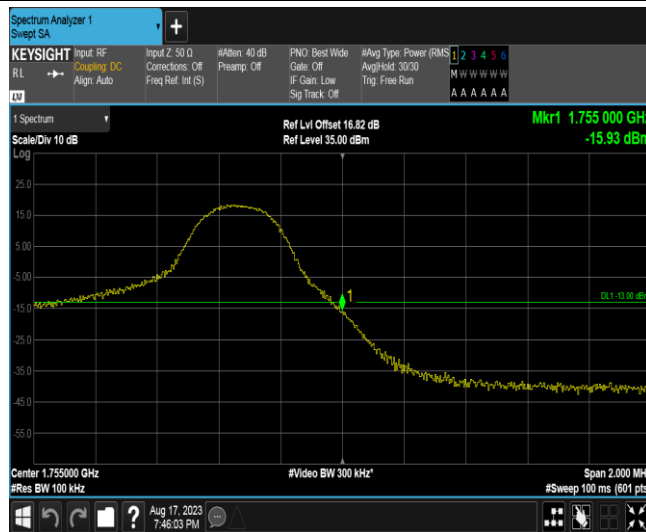 Spectrum Analyzer 1
Swept SA
KEYSIGHT
RL
LXI
Input: RF
Coupling: DC
Align: Auto
Input Z: 50 Ω
Corrections: Off
Freq Ref: Int (S)
#Atten: 40 dB
Preamp: Off
PNO: Best Wide
Gate: Off
IF Gain: Low
Sig Track: Off
#Avg Type: Power (RMS
Avg|Hold: 30/30
Trig: Free Run
1 2 3 4 5 6
M W W W W W
A A A A A A
1 Spectrum
Scale/Div 10 dB
Ref Lvl Offset 16.82 dB
Ref Level 35.00 dBm
Mkr1 1.755 000 GHz
-15.93 dBm
Log
25.0
15.0
5.00
-5.00
-15.0
-25.0
-35.0
-45.0
-55.0
1
DL1 -13.00 dBm
Center 1.755000 GHz
#Res BW 100 kHz
#Video BW 300 kHz*
Span 2.000 MH
#Sweep 100 ms (601 pts
?
Aug 17, 2023
7:46:03 PM